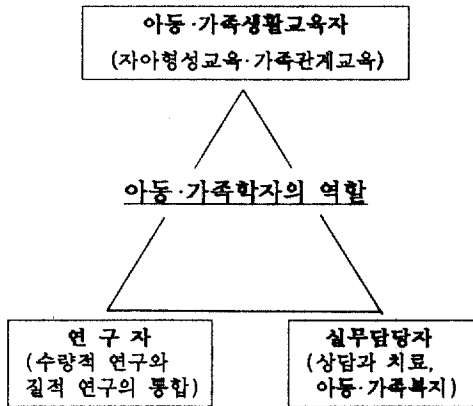 아동·가족생활교육자
(자아형성교육·가족관계교육)
아동·가족학자의 역할
연 구 자
(수량적 연구와
질적 연구의 통합)
실무담당자
(상담과 치료,
아동·가족복지)